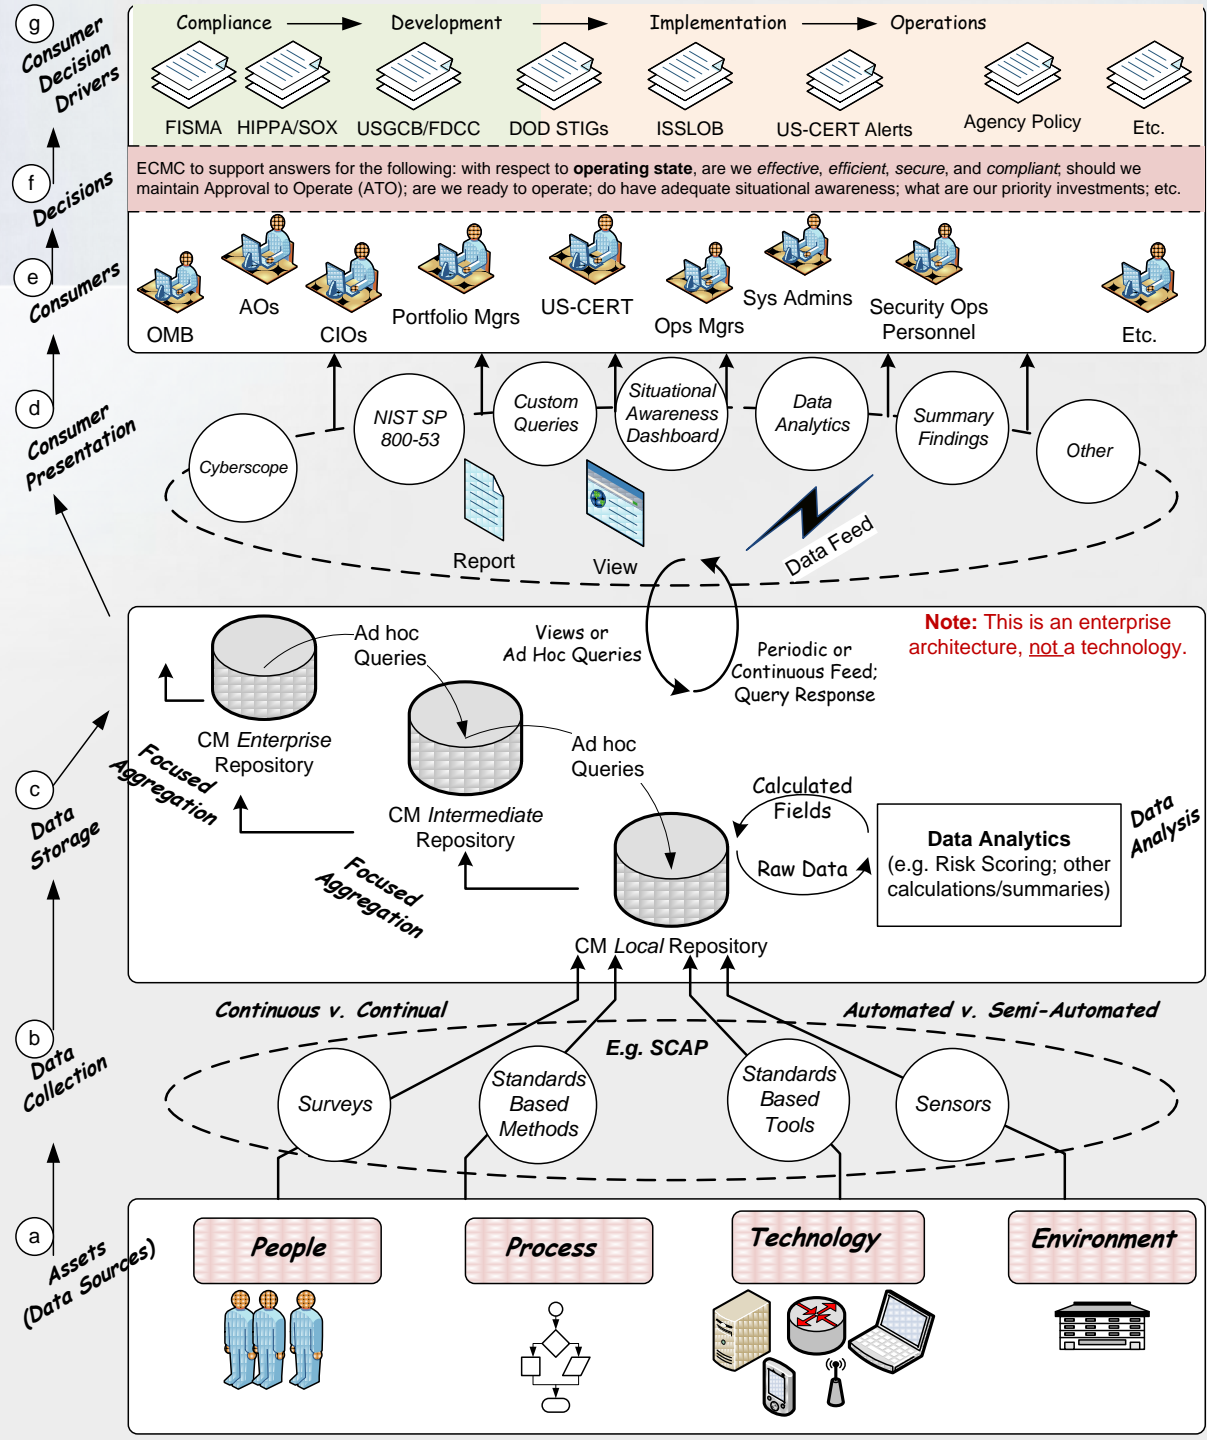 g
Consumer
Decision
Drivers
Compliance
Development
Implementation
Operations
FISMA
HIPPA/SOX
USGCB/FDCC
DOD STIGs
ISSLOB
US-CERT Alerts
Agency Policy
Etc.
f
Decisions
ECMC to support answers for the following: with respect to operating state, are we effective, efficient, secure, and compliant; should we
maintain Approval to Operate (ATO); are we ready to operate; do have adequate situational awareness; what are our priority investments; etc.
e
Consumers
OMB
AOs
CIOs
Portfolio Mgrs
US-CERT
Ops Mgrs
Sys Admins
Security Ops
Personnel
Etc.
d
Consumer
Presentation
Cyberscope
NIST SP
800-53
Custom
Queries
Situational
Awareness
Dashboard
Data
Analytics
Summary
Findings
Other
Report
View
Data Feed
Views or
Ad Hoc Queries
Periodic or
Continuous Feed;
Query Response
Note: This is an enterprise
architecture, not a technology.
c
Data
Storage
Ad hoc
Queries
CM Enterprise
Repository
Focused
Aggregation
Ad hoc
Queries
CM Intermediate
Repository
Focused
Aggregation
Calculated
Fields
Raw Data
Data Analytics
(e.g. Risk Scoring; other
calculations/summaries)
Data
Analysis
CM Local Repository
b
Data
Collection
Continuous v. Continual
Automated v. Semi-Automated
E.g. SCAP
Surveys
Standards
Based
Methods
Standards
Based
Tools
Sensors
a
Assets
(Data Sources)
People
Process
Technology
Environment